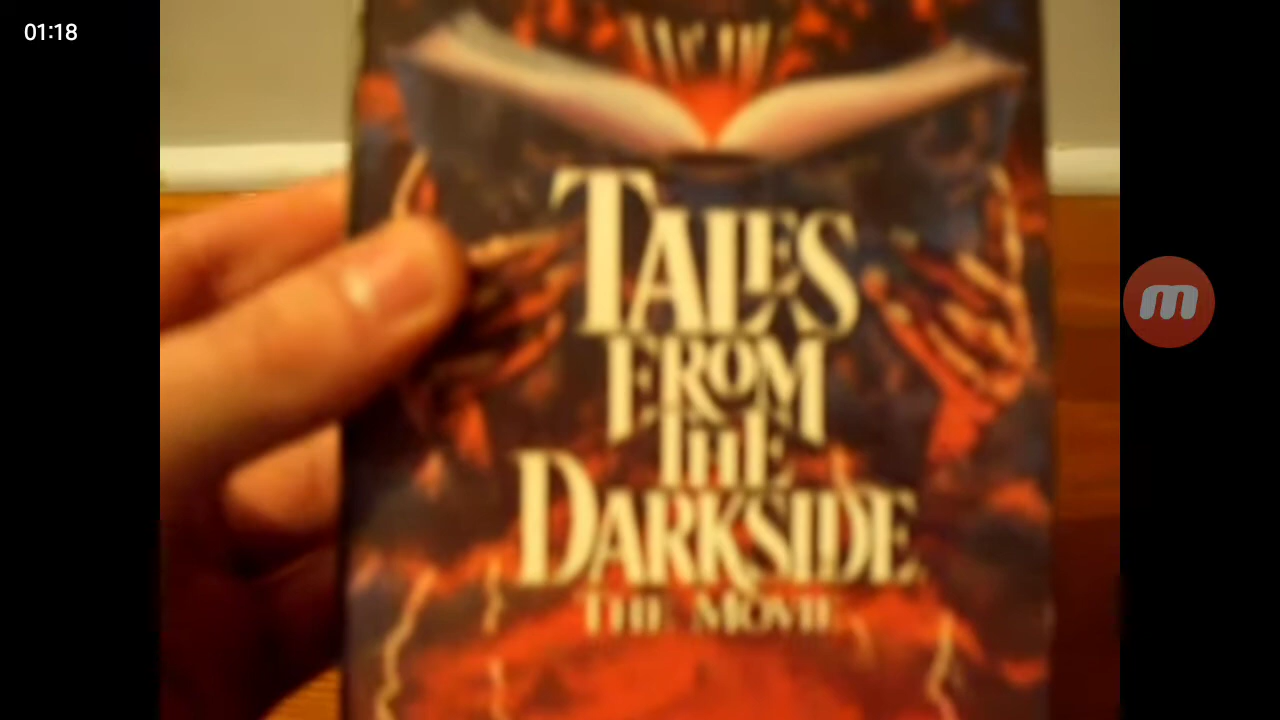 01:18
TALES
FROM
THE
DARKSIDE
THE MOVIE
m